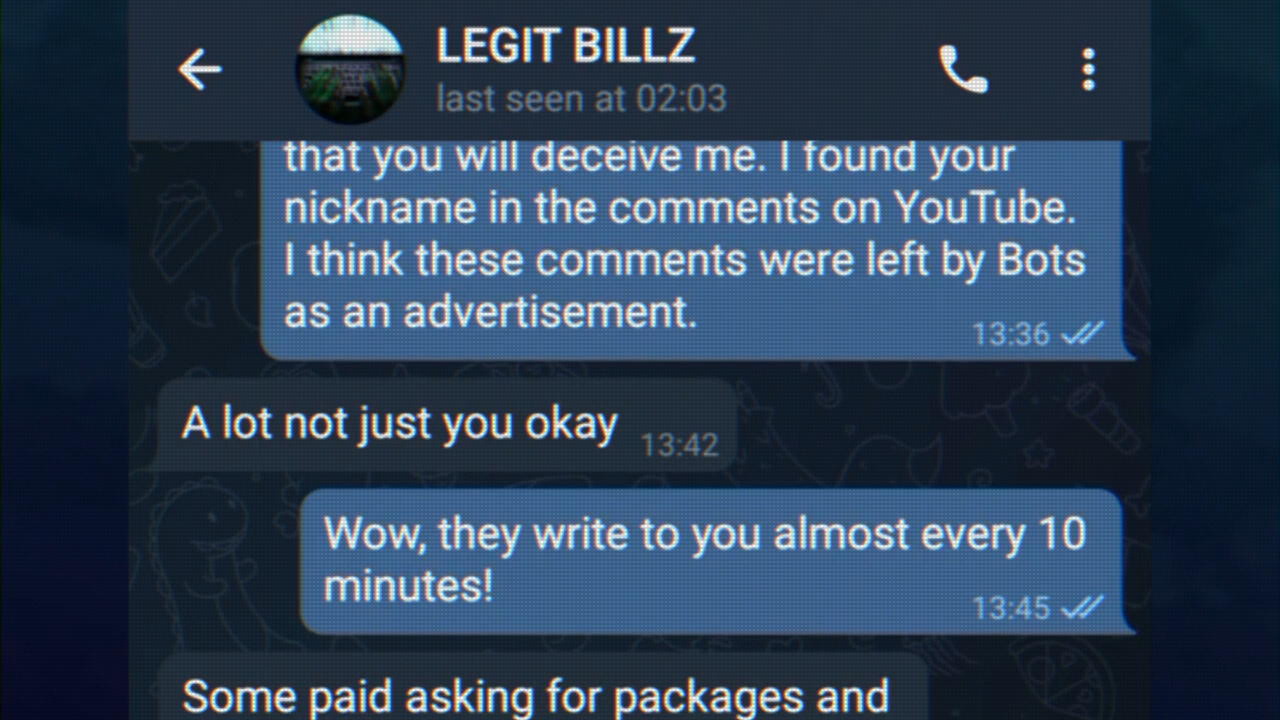 LEGIT BILLZ
last seen at 02:03
that you will deceive me. I found your
nickname in the comments on YouTube.
I think these comments were left by Bots
as an advertisement.
13:36
A lot not just you okay
13:42
Wow, they write to you almost every 10
minutes!
13:45
Some paid asking for packages and